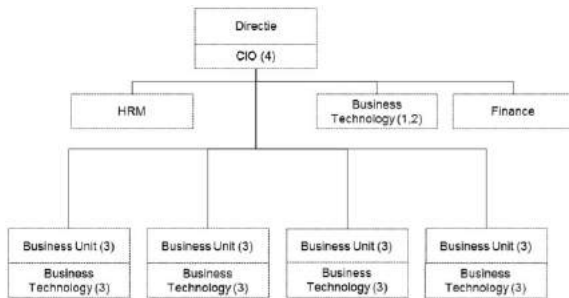 Directie
CIO (4)
HRM
Business
Technology (1,2)
Finance
Business Unit (3)
Business
Technology (3)
Business Unit (3)
Business
Technology (3)
Business Unit (3)
Business
Technology (3)
Business Unit (3)
Business
Technology (3)